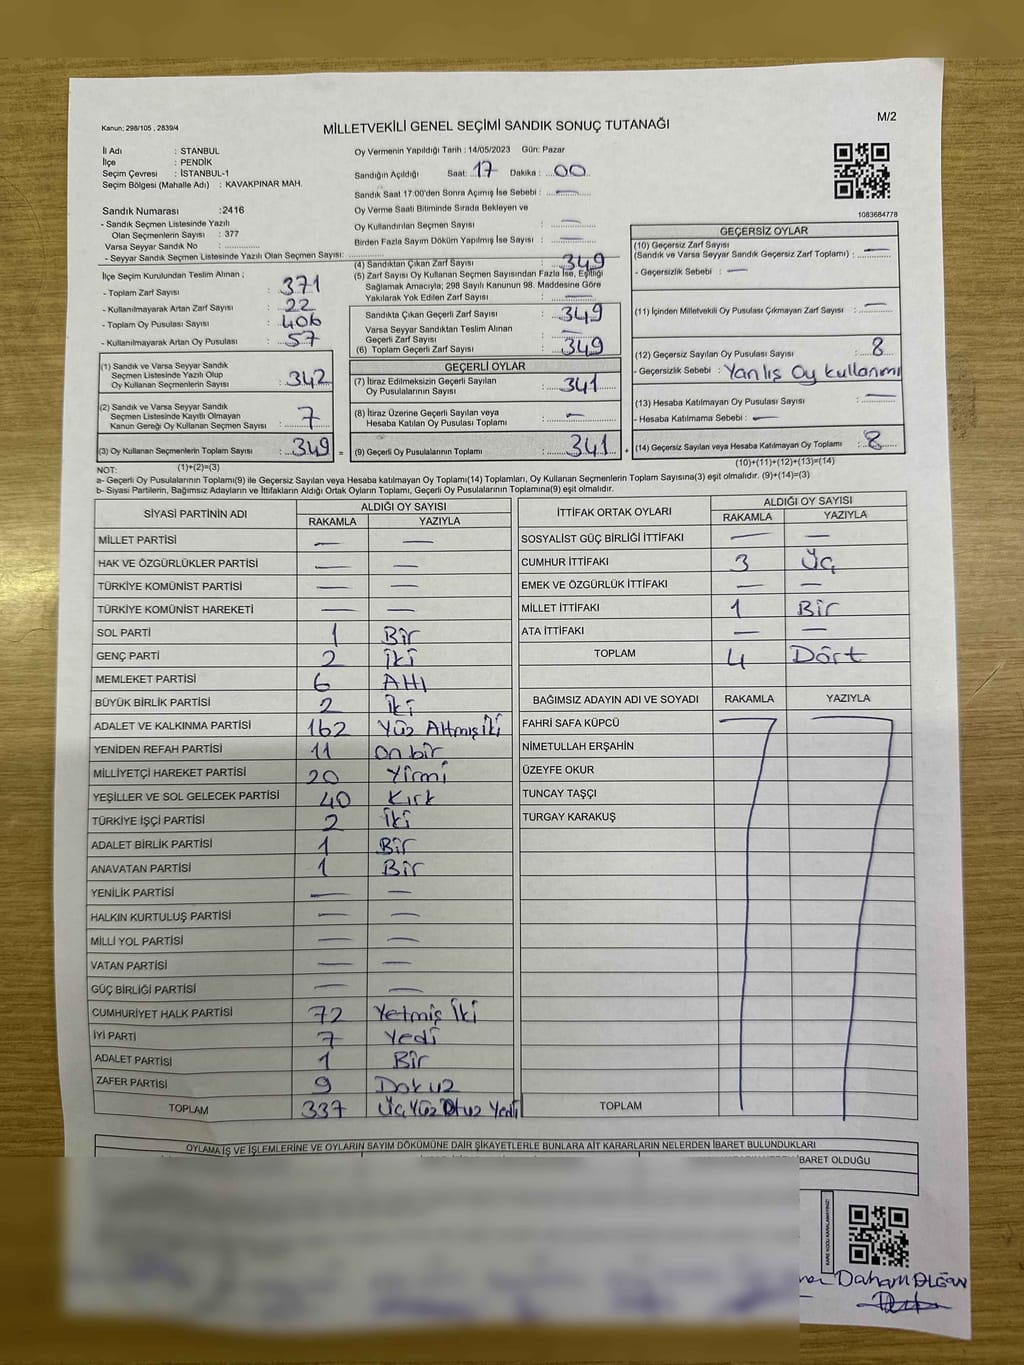 Kanun: 298/105 , 2839/4
MİLLETVEKİLİ GENEL SEÇİMİ SANDIK SONUÇ TUTANAĞI
M/2
İl Adı : STANBUL
İlçe : PENDİK
Seçim Çevresi : İSTANBUL-1
Seçim Bölgesi (Mahalle Adı) : KAVAKPINAR MAH.
Oy Vermenin Yapıldığı Tarih : 14/05/2023 Gün: Pazar
Sandığın Açıldığı Saat: 17 Dakika : 00
Sandık Saat 17:00'den Sonra Açımış İse Sebebi : —
Oy Verme Saati Bitiminde Sırada Bekleyen ve
Oy Kullandırılan Seçmen Sayısı : —
Birden Fazla Sayım Döküm Yapılmış İse Sayısı : —
1083684778
Sandık Numarası :2416
- Sandık Seçmen Listesinde Yazılı
Olan Seçmenlerin Sayısı : 377
Varsa Seyyar Sandık No :
- Seyyar Sandık Seçmen Listesinde Yazılı Olan Seçmen Sayısı:
İlçe Seçim Kurulundan Teslim Alınan ;
- Toplam Zarf Sayısı : 371
- Kullanılmayarak Artan Zarf Sayısı : 22
- Toplam Oy Pusulası Sayısı : 406
- Kullanılmayarak Artan Oy Pusulası : 57
(1) Sandık ve Varsa Seyyar Sandık
Seçmen Listesinde Yazılı Olup
Oy Kullanan Seçmenlerin Sayısı : 342
(2) Sandık ve Varsa Seyyar Sandık
Seçmen Listesinde Kayıtlı Olmayan
Kanun Gereği Oy Kullanan Seçmen Sayısı : 7
(3) Oy Kullanan Seçmenlerin Toplam Sayısı : 349 =
(1)+(2)=(3)
(4) Sandıktan Çıkan Zarf Sayısı : 349
(5) Zarf Sayısı Oy Kullanan Seçmen Sayısından Fazla İse, Eşitliği
Sağlamak Amacıyla; 298 Sayılı Kanunun 98. Maddesine Göre
Yakılarak Yok Edilen Zarf Sayısı : —
Sandıkta Çıkan Geçerli Zarf Sayısı : 349
Varsa Seyyar Sandıktan Teslim Alınan
Geçerli Zarf Sayısı : —
(6) Toplam Geçerli Zarf Sayısı : 349
GEÇERLİ OYLAR
(7) İtiraz Edilmeksizin Geçerli Sayılan
Oy Pusulalarının Sayısı : 341
(8) İtiraz Üzerine Geçerli Sayılan veya
Hesaba Katılan Oy Pusulası Toplamı : —
(9) Geçerli Oy Pusulalarının Toplamı : 341 +
GEÇERSİZ OYLAR
(10) Geçersiz Zarf Sayısı
(Sandık ve Varsa Seyyar Sandık Geçersiz Zarf Toplamı) : —
- Geçersizlik Sebebi : —
(11) İçinden Milletvekili Oy Pusulası Çıkmayan Zarf Sayısı : —
(12) Geçersiz Sayılan Oy Pusulası Sayısı : 8
- Geçersizlik Sebebi : Yanlış Oy kullanımı
(13) Hesaba Katılmayan Oy Pusulası Sayısı : —
- Hesaba Katılmama Sebebi : —
(14) Geçersiz Sayılan veya Hesaba Katılmayan Oy Toplamı : 8
(10)+(11)+(12)+(13)=(14)
NOT:
a- Geçerli Oy Pusulalarının Toplamı(9) ile Geçersiz Sayılan veya Hesaba katılmayan Oy Toplamı(14) Toplamları, Oy Kullanan Seçmenlerin Toplam Sayısına(3) eşit olmalıdır. (9)+(14)=(3)
b- Siyasi Partilerin, Bağımsız Adayların ve İttifakların Aldığı Ortak Oyların Toplamı, Geçerli Oy Pusulalarının Toplamına(9) eşit olmalıdır.
SİYASİ PARTİNİN ADI ALDIĞI OY SAYISI
RAKAMLA YAZIYLA
MİLLET PARTİSİ — —
HAK VE ÖZGÜRLÜKLER PARTİSİ — —
TÜRKİYE KOMÜNİST PARTİSİ — —
TÜRKİYE KOMÜNİST HAREKETİ — —
SOL PARTİ 1 Bir
GENÇ PARTİ 2 İki
MEMLEKET PARTİSİ 6 Altı
BÜYÜK BİRLİK PARTİSİ 2 İki
ADALET VE KALKINMA PARTİSİ 162 Yüz Altmış İki
YENİDEN REFAH PARTİSİ 11 On bir
MİLLİYETÇİ HAREKET PARTİSİ 20 Yirmi
YEŞİLLER VE SOL GELECEK PARTİSİ 40 Kırk
TÜRKİYE İŞÇİ PARTİSİ 2 İki
ADALET BİRLİK PARTİSİ 1 Bir
ANAVATAN PARTİSİ 1 Bir
YENİLİK PARTİSİ — —
HALKIN KURTULUŞ PARTİSİ — —
MİLLİ YOL PARTİSİ — —
VATAN PARTİSİ — —
GÜÇ BİRLİĞİ PARTİSİ — —
CUMHURİYET HALK PARTİSİ 72 Yetmiş İki
İYİ PARTİ 7 Yedi
ADALET PARTİSİ 1 Bir
ZAFER PARTİSİ 9 Dokuz
TOPLAM 337 Üç Yüz Otuz Yedi
İTTİFAK ORTAK OYLARI ALDIĞI OY SAYISI
RAKAMLA YAZIYLA
SOSYALİST GÜÇ BİRLİĞİ İTTİFAKI — —
CUMHUR İTTİFAKI 3 Üç
EMEK VE ÖZGÜRLÜK İTTİFAKI — —
MİLLET İTTİFAKI 1 Bir
ATA İTTİFAKI — —
TOPLAM 4 Dört
BAĞIMSIZ ADAYIN ADI VE SOYADI RAKAMLA YAZIYLA
FAHRİ SAFA KÜPCÜ
NİMETULLAH ERŞAHİN
ÜZEYFE OKUR
TUNCAY TAŞÇI
TURGAY KARAKUŞ
TOPLAM
OYLAMA İŞ VE İŞLEMLERİNE VE OYLARIN SAYIM DÖKÜMÜNE DAİR ŞİKAYETLERLE BUNLARA AİT KARARLARIN NELERDEN İBARET BULUNDUKLARI
İBARET OLDUĞU
KARE KODU KARALAMAYINIZ!